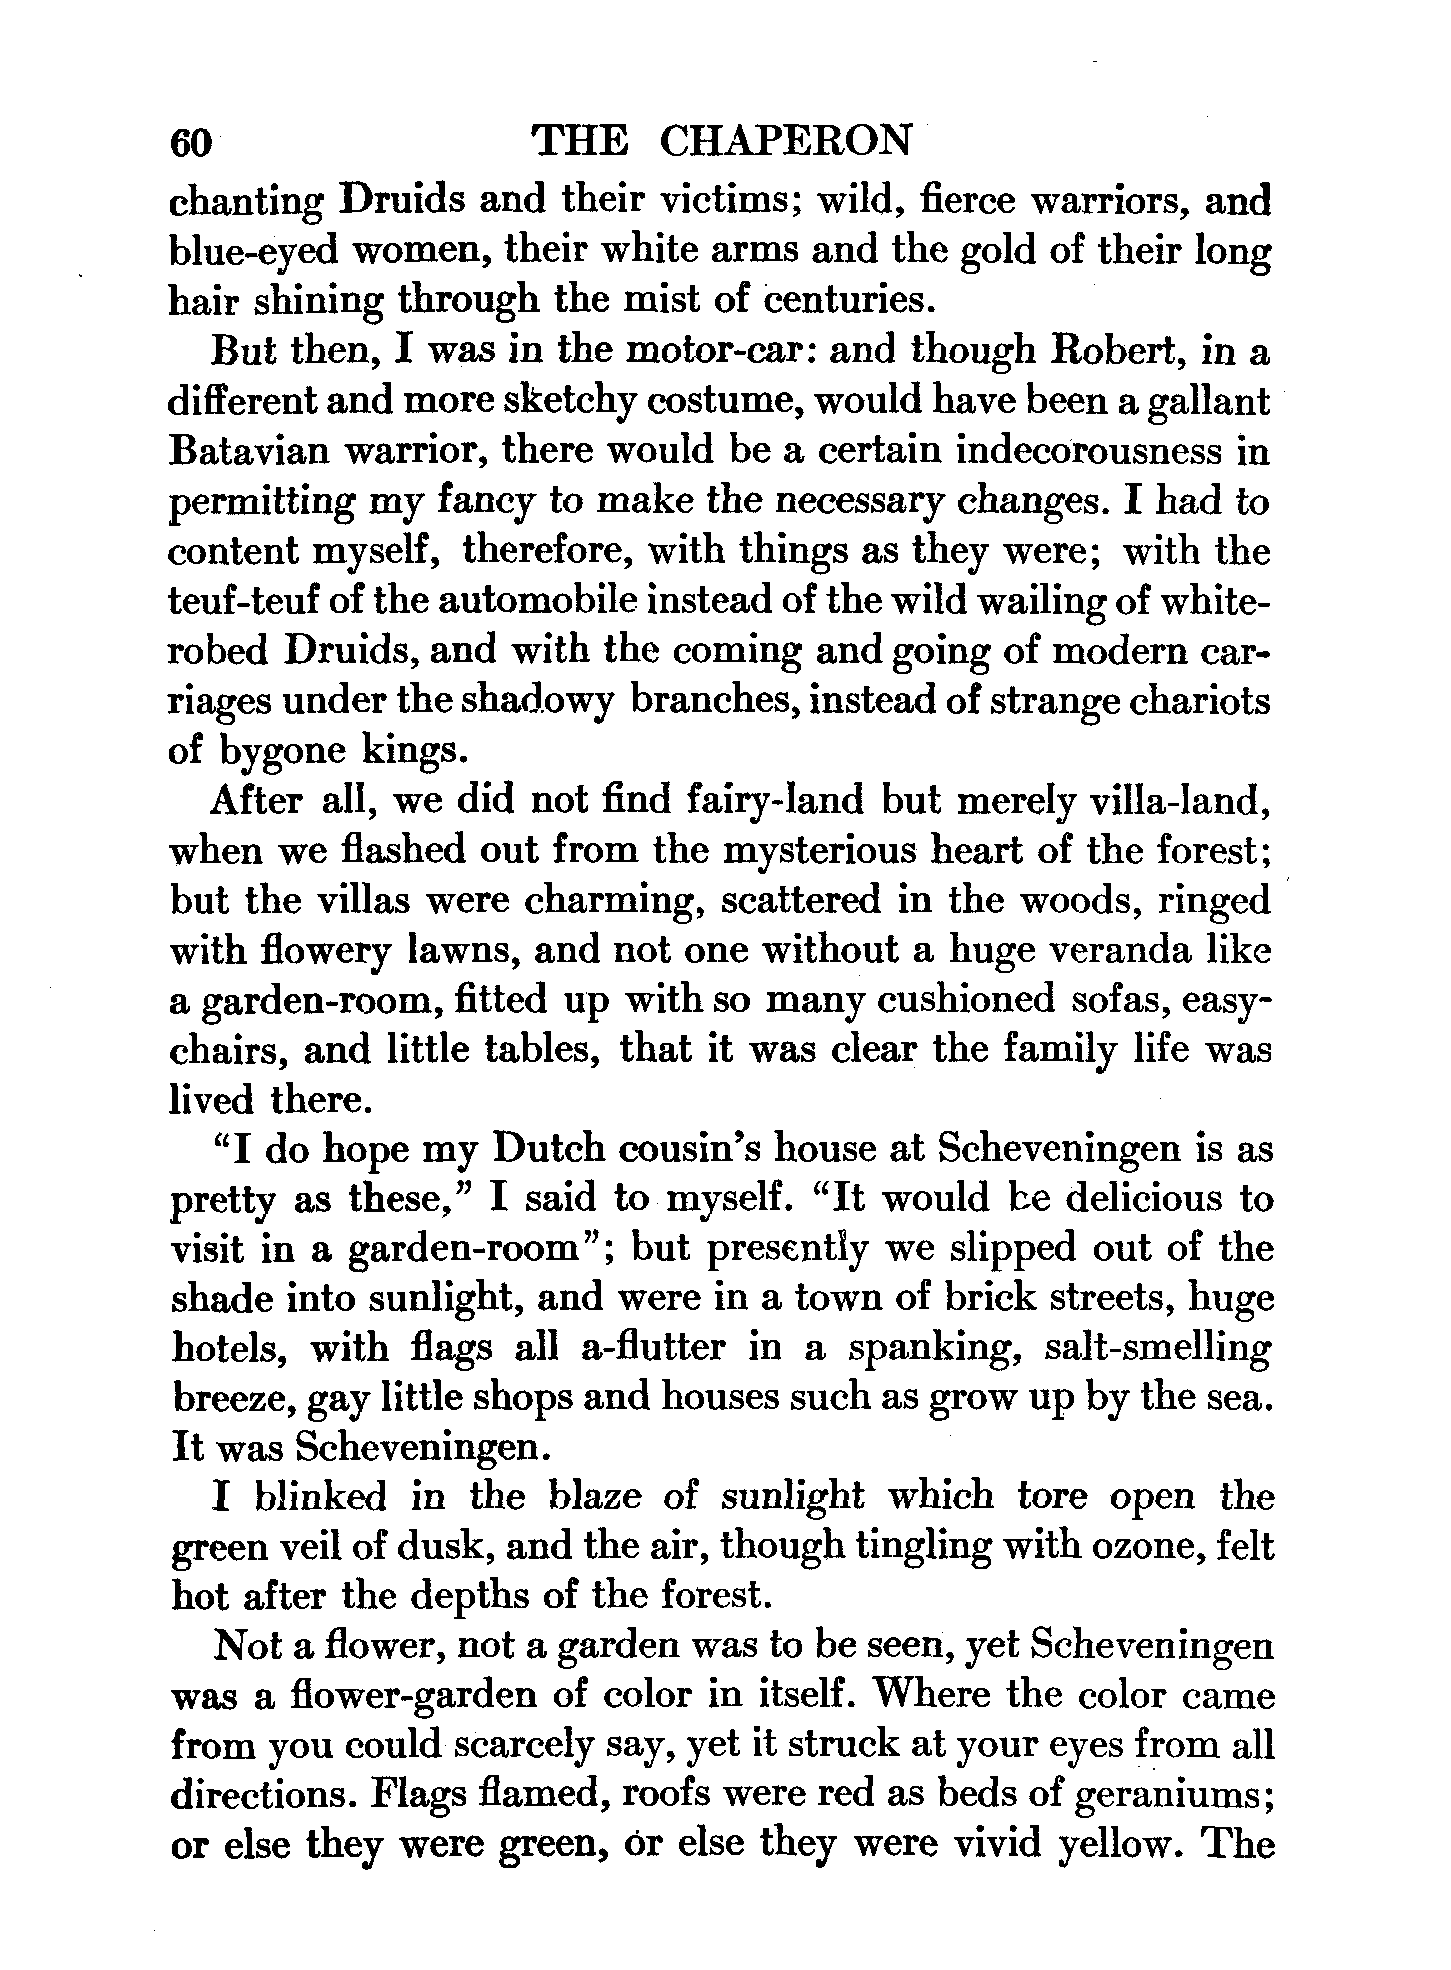 60 THE CHAPERON
chanting Druids and their victims; wild, fierce warriors, and
blue-eyed women, their white arms and the gold of their long
hair shining through the mist of centuries.
But then, I was in the motor-car: and though Robert, in a
different and more sketchy costume, would have been a gallant
Batavian warrior, there would be a certain indecorousness in
permitting my fancy to make the necessary changes. I had to
content myself, therefore, with things as they were; with the
teuf-teuf of the automobile instead of the wild wailing of white-
robed Druids, and with the coming and going of modern car-
riages under the shadowy branches, instead of strange chariots
of bygone kings.
After all, we did not find fairy-land but merely villa-land,
when we flashed out from the mysterious heart of the forest;
but the villas were charming, scattered in the woods, ringed
with flowery lawns, and not one without a huge veranda like
a garden-room, fitted up with so many cushioned sofas, easy-
chairs, and little tables, that it was clear the family life was
lived there.
“I do hope my Dutch cousin’s house at Scheveningen is as
pretty as these,” I said to myself. “It would be delicious to
visit in a garden-room”; but presently we slipped out of the
shade into sunlight, and were in a town of brick streets, huge
hotels, with flags all a-flutter in a spanking, salt-smelling
breeze, gay little shops and houses such as grow up by the sea.
It was Scheveningen.
I blinked in the blaze of sunlight which tore open the
green veil of dusk, and the air, though tingling with ozone, felt
hot after the depths of the forest.
Not a flower, not a garden was to be seen, yet Scheveningen
was a flower-garden of color in itself. Where the color came
from you could scarcely say, yet it struck at your eyes from all
directions. Flags flamed, roofs were red as beds of geraniums;
or else they were green, or else they were vivid yellow. The